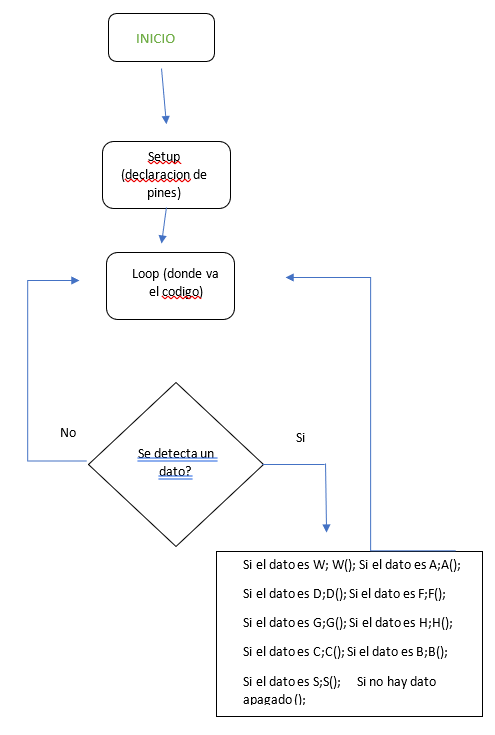 INICIO
Setup
(declaracion de
pines)
Loop (donde va
el codigo)
No
Se detecta un
dato?
Si
Si el dato es W; W(); Si el dato es A;A();
Si el dato es D;D(); Si el dato es F;F();
Si el dato es G;G(); Si el dato es H;H();
Si el dato es C;C(); Si el dato es B;B();
Si el dato es S;S(); Si no hay dato
apagado();